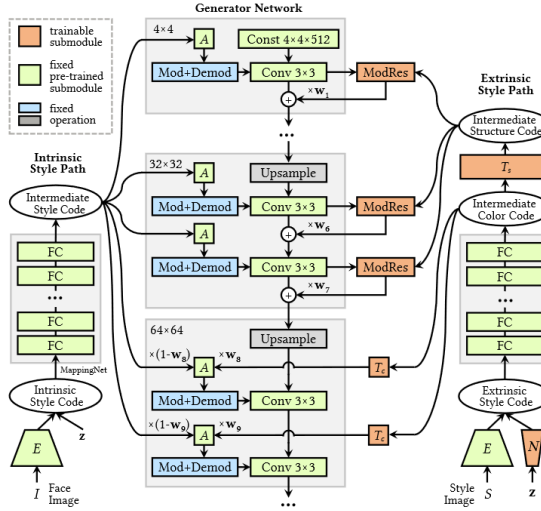 Generator Network
trainable
submodule
fixed
pre-trained
submodule
fixed
operation
4×4
A
Const 4×4×512
Mod+Demod
Conv 3×3
ModRes
+
×w₁
...
Intrinsic
Style Path
Extrinsic
Style Path
Intermediate
Structure Code
Tₛ
Intermediate
Style Code
Intermediate
Color Code
32×32
A
Upsample
Mod+Demod
Conv 3×3
ModRes
+
×w₆
A
Mod+Demod
Conv 3×3
ModRes
+
×w₇
FC
FC
...
FC
FC
MappingNet
FC
FC
...
FC
FC
64×64
Upsample
×(1-w₈)
A
×w₈
T꜀
Mod+Demod
Conv 3×3
×(1-w₉)
A
×w₉
T꜀
Mod+Demod
Conv 3×3
...
Intrinsic
Style Code
Extrinsic
Style Code
E
z
E
N
I
Face
Image
Style
Image
S
z